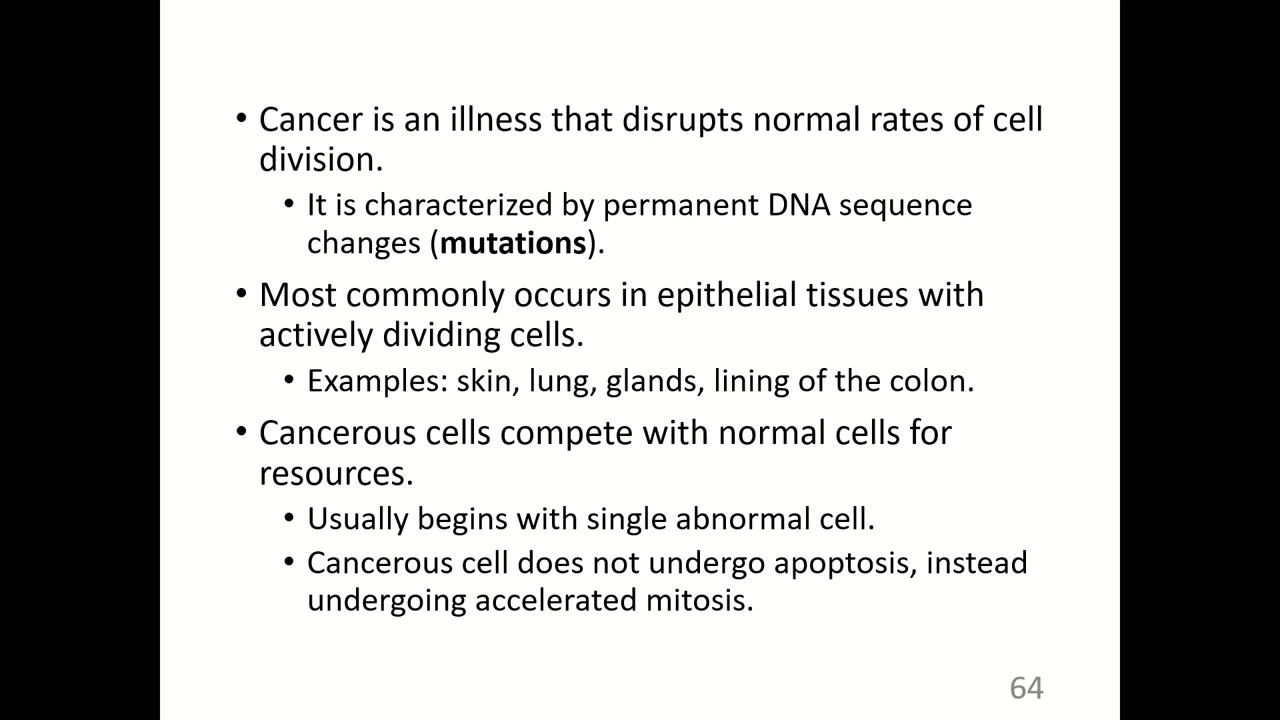 • Cancer is an illness that disrupts normal rates of cell
division.
• It is characterized by permanent DNA sequence
changes (mutations).
• Most commonly occurs in epithelial tissues with
actively dividing cells.
• Examples: skin, lung, glands, lining of the colon.
• Cancerous cells compete with normal cells for
resources.
• Usually begins with single abnormal cell.
• Cancerous cell does not undergo apoptosis, instead
undergoing accelerated mitosis.
64